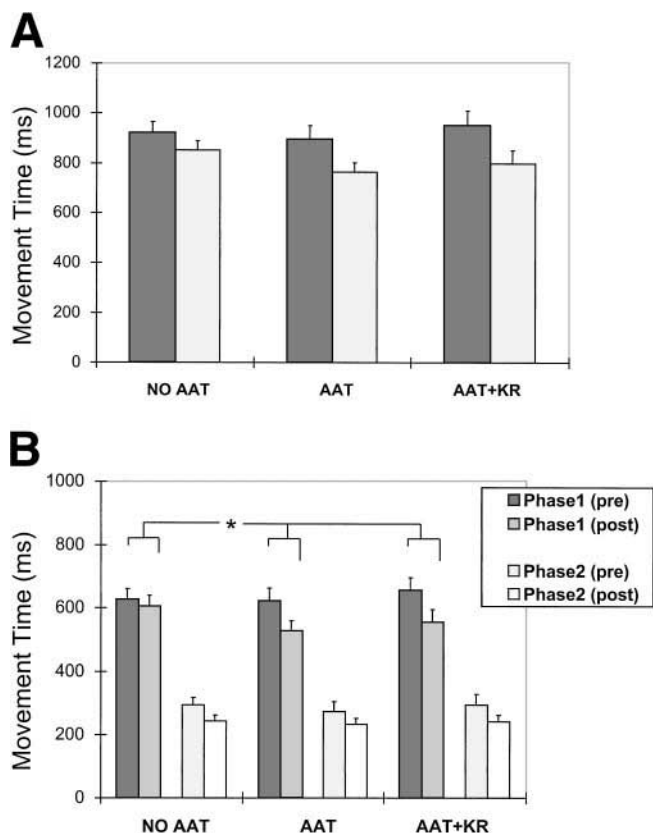 A
Movement Time (ms)
1200
1000
800
600
400
200
0
NO AAT
AAT
AAT+KR
B
Movement Time (ms)
1000
800
600
400
200
0
*
Phase1 (pre)
Phase1 (post)
Phase2 (pre)
Phase2 (post)
NO AAT
AAT
AAT+KR